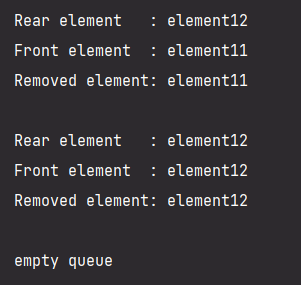 Rear element   : element12
Front element  : element11
Removed element: element11

Rear element   : element12
Front element  : element12
Removed element: element12

empty queue